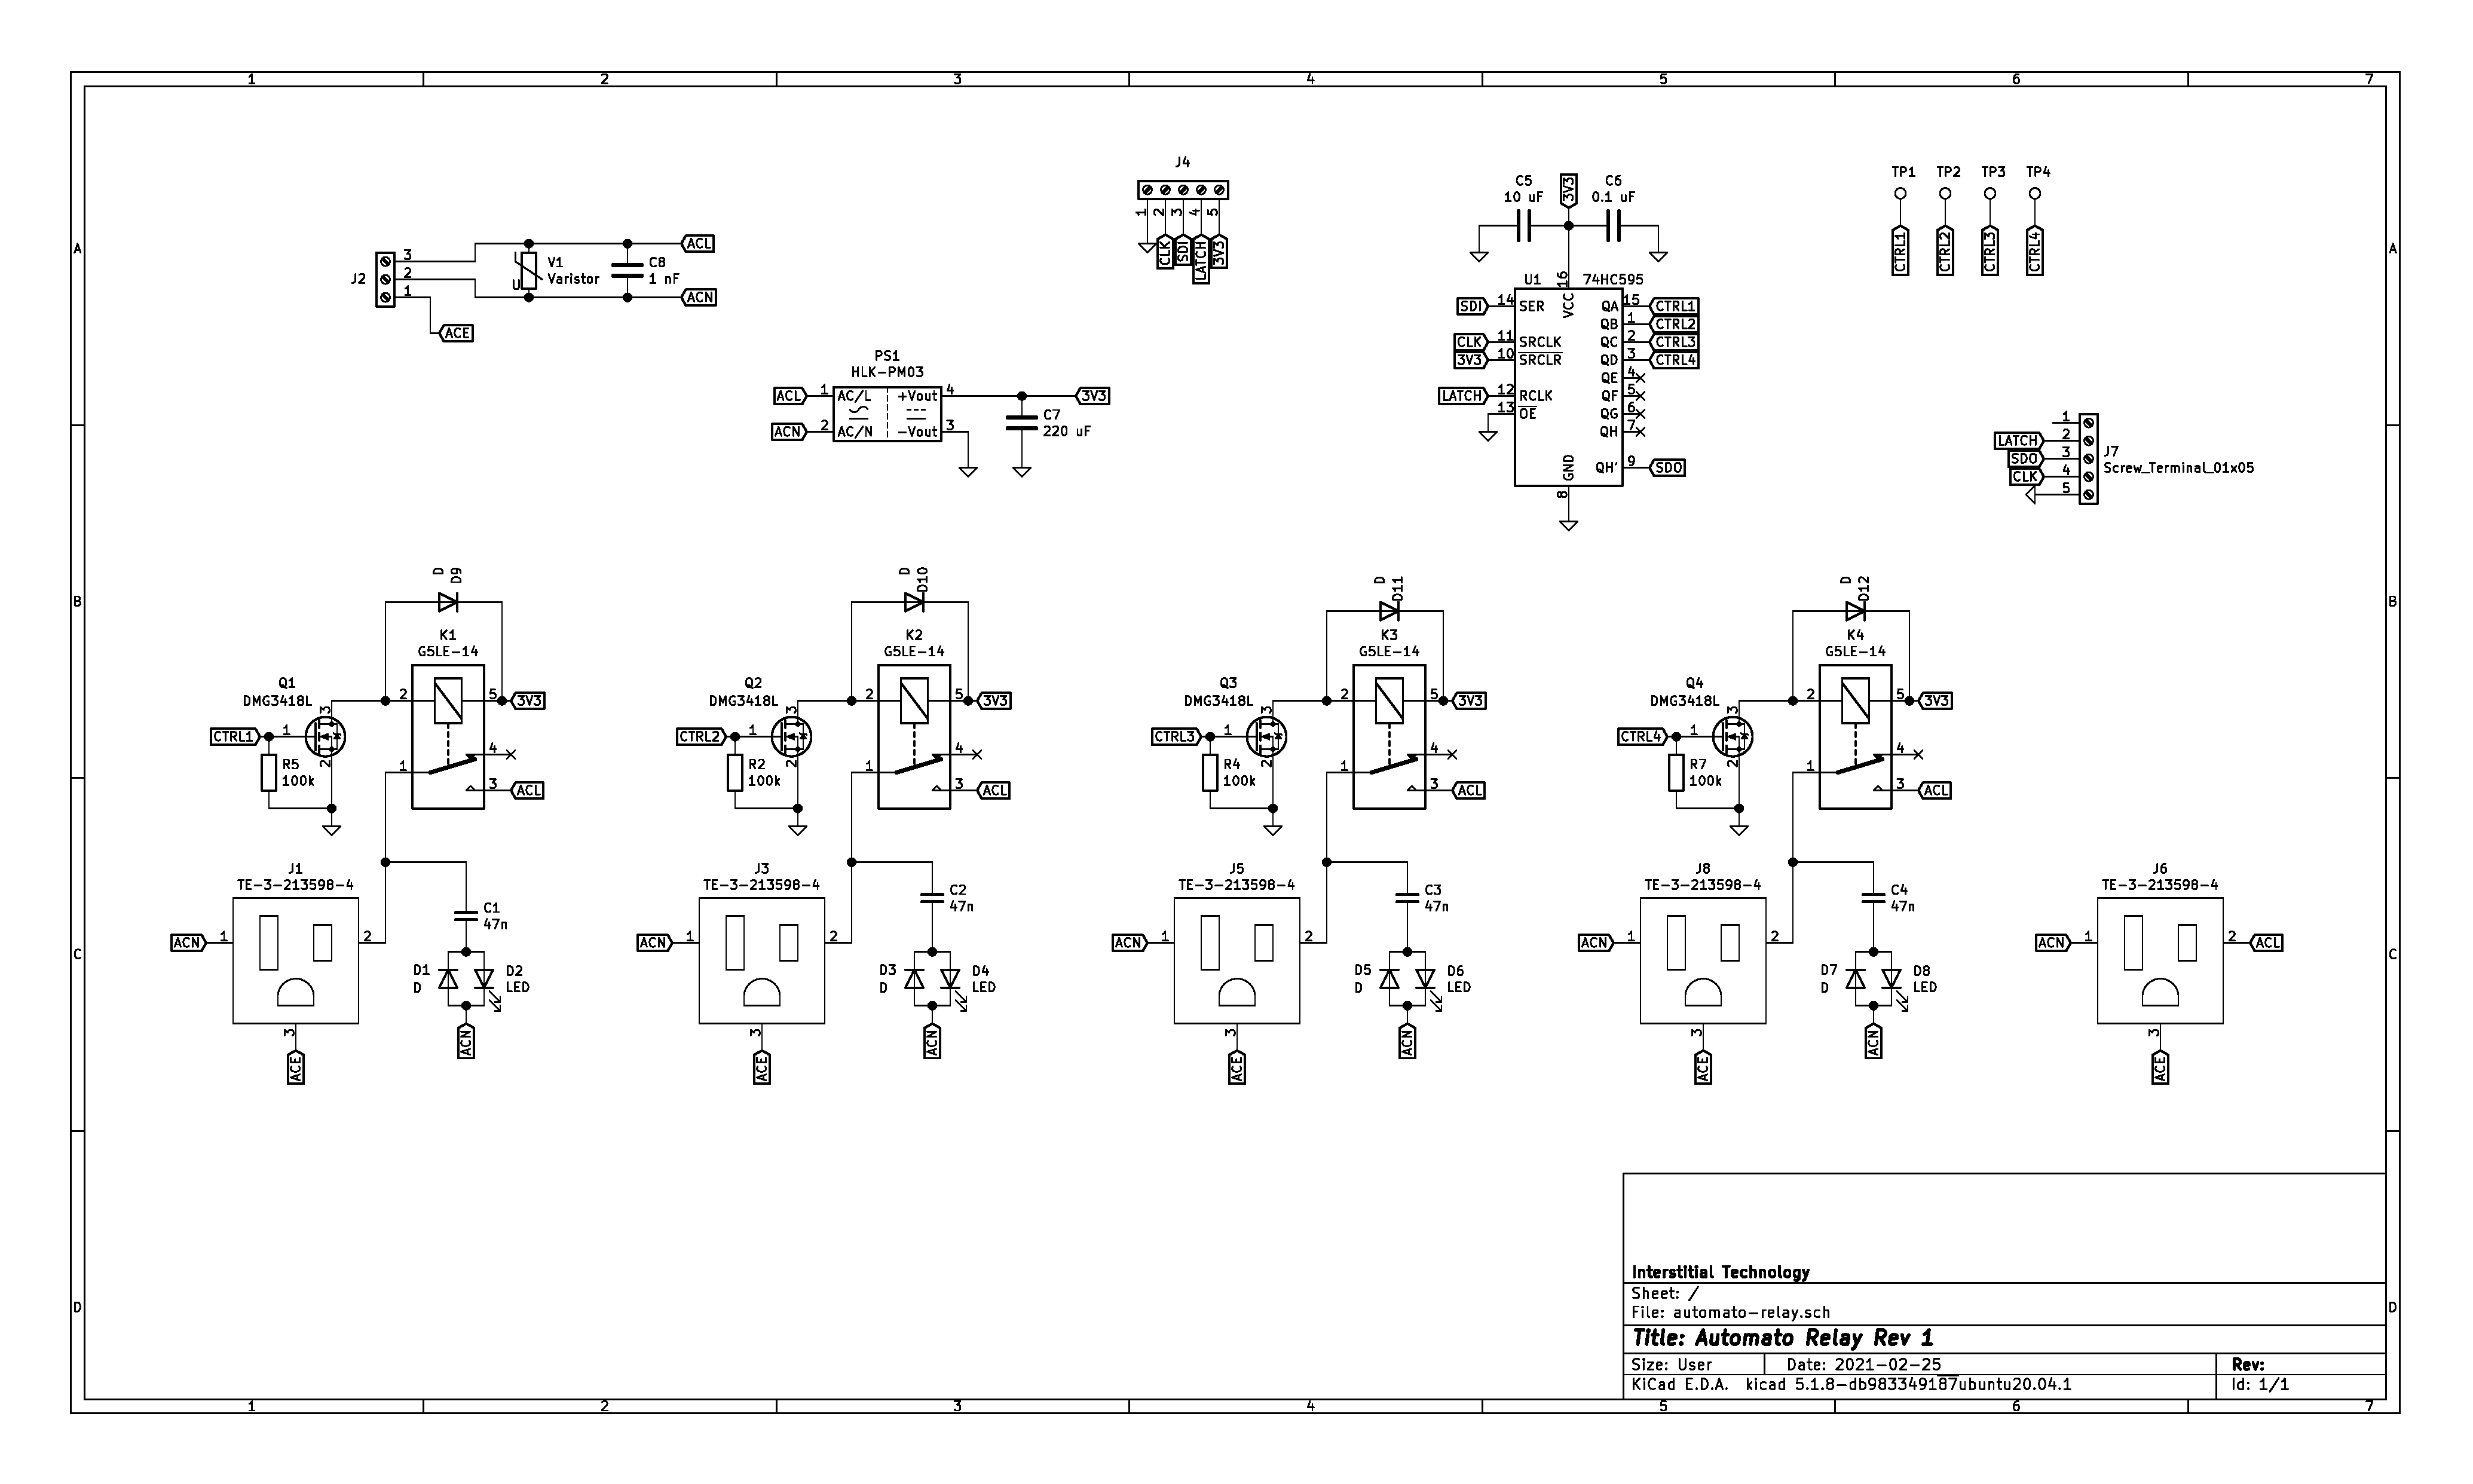 1 2 3 4 5 6 7
A A
B B
C C
D D
J2
3
2
1
ACE
V1
Varistor
U
C8
1 nF
ACL
ACN
PS1
HLK-PM03
ACL 1 AC/L +Vout 4 3V3
ACN 2 AC/N -Vout 3
C7
220 uF
J4
1 2 3 4 5
CLK SDI LATCH 3V3
C5
10 uF
3V3
C6
0.1 uF
U1 74HC595
16 VCC
SDI 14 SER QA 15 CTRL1
QB 1 CTRL2
CLK 11 SRCLK QC 2 CTRL3
3V3 10 SRCLR QD 3 CTRL4
QE 4
LATCH 12 RCLK QF 5
13 OE QG 6
QH 7
GND 8
QH' 9 SDO
TP1 TP2 TP3 TP4
CTRL1 CTRL2 CTRL3 CTRL4
1
LATCH 2
SDO 3
CLK 4
5
J7
Screw_Terminal_01x05
D
D9
K1
G5LE-14
Q1
DMG3418L
CTRL1 1 3 2
R5
100k
2 5 3V3
4
1
3 ACL
J1
TE-3-213598-4
ACN 1 2
3
ACE
C1
47n
D1
D
D2
LED
ACN
D
D10
K2
G5LE-14
Q2
DMG3418L
CTRL2 1 3 2
R2
100k
2 5 3V3
4
1
3 ACL
J3
TE-3-213598-4
ACN 1 2
3
ACE
C2
47n
D3
D
D4
LED
ACN
D
D11
K3
G5LE-14
Q3
DMG3418L
CTRL3 1 3 2
R4
100k
2 5 3V3
4
1
3 ACL
J5
TE-3-213598-4
ACN 1 2
3
ACE
C3
47n
D5
D
D6
LED
ACN
D
D12
K4
G5LE-14
Q4
DMG3418L
CTRL4 1 3 2
R7
100k
2 5 3V3
4
1
3 ACL
J8
TE-3-213598-4
ACN 1 2
3
ACE
C4
47n
D7
D
D8
LED
ACN
J6
TE-3-213598-4
ACN 1 2 ACL
3
ACE
Interstitial Technology
Sheet: /
File: automato-relay.sch
Title: Automato Relay Rev 1
Size: User Date: 2021-02-25 Rev:
KiCad E.D.A. kicad 5.1.8-db983349187ubuntu20.04.1 Id: 1/1
1 2 3 4 5 6 7